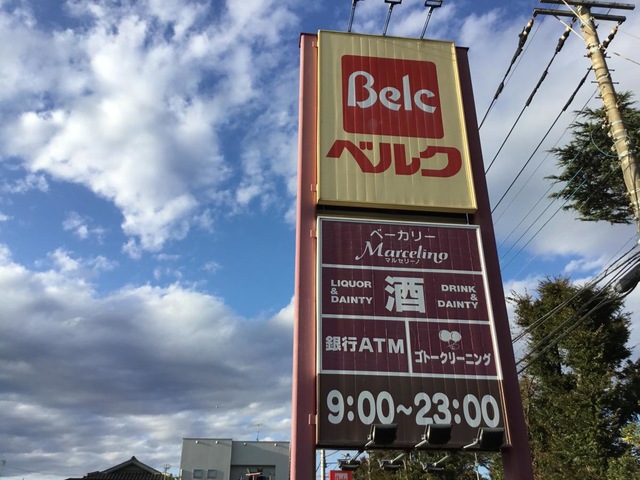 Belc
ベルク
ベーカリー
Marcelino
マルセリーノ
LIQUOR & DAINTY
酒
DRINK & DAINTY
銀行ATM
ゴトークリーニング
9:00~23:00